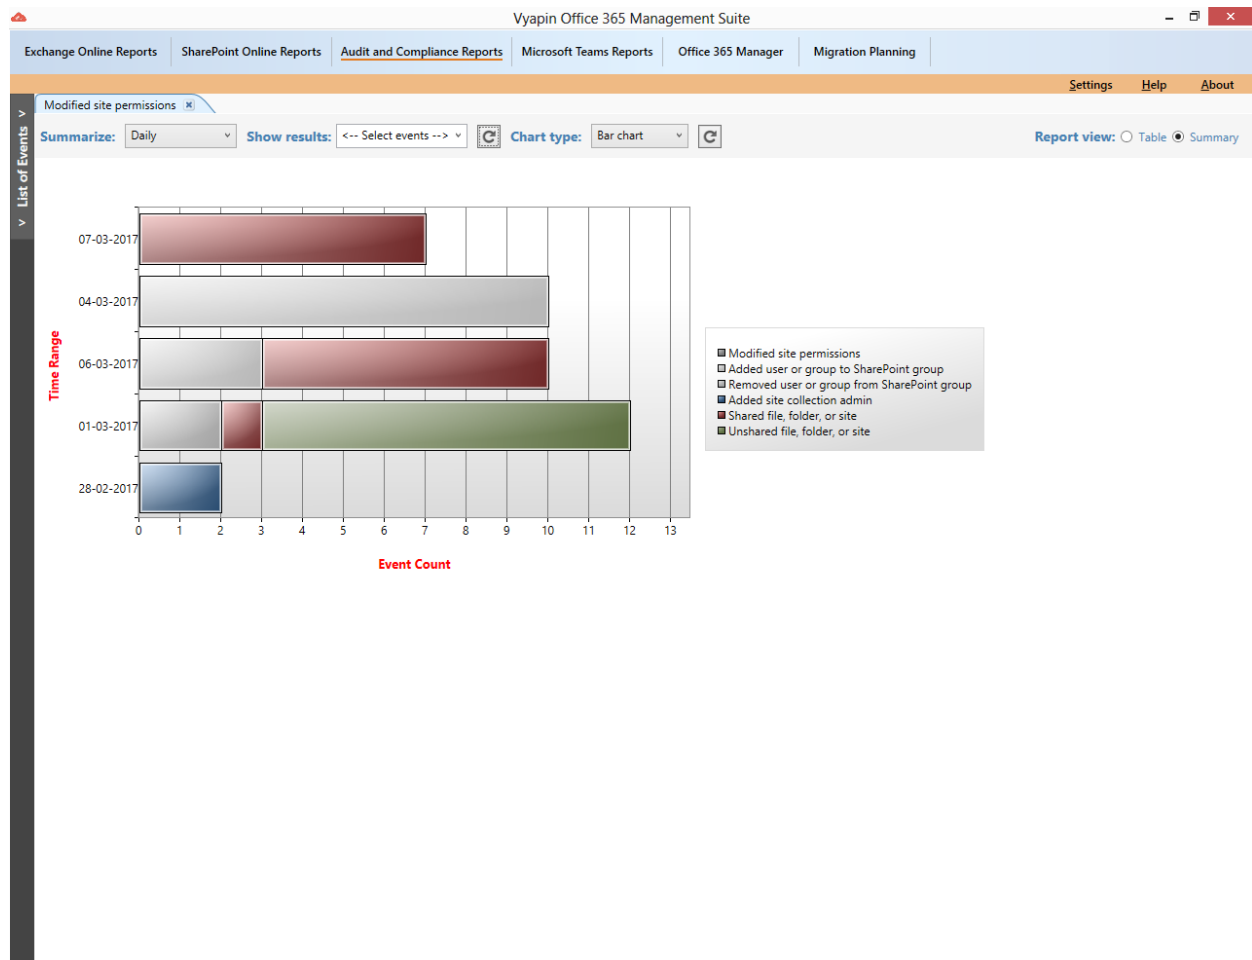 Vyapin Office 365 Management Suite
Exchange Online Reports SharePoint Online Reports Audit and Compliance Reports Microsoft Teams Reports Office 365 Manager Migration Planning
Settings Help About
> List of Events >
Modified site permissions
Summarize: Daily Show results: <-- Select events --> Chart type: Bar chart Report view: Table Summary
Time Range
07-03-2017
04-03-2017
06-03-2017
01-03-2017
28-02-2017
0 1 2 3 4 5 6 7 8 9 10 11 12 13
Event Count
Modified site permissions
Added user or group to SharePoint group
Removed user or group from SharePoint group
Added site collection admin
Shared file, folder, or site
Unshared file, folder, or site